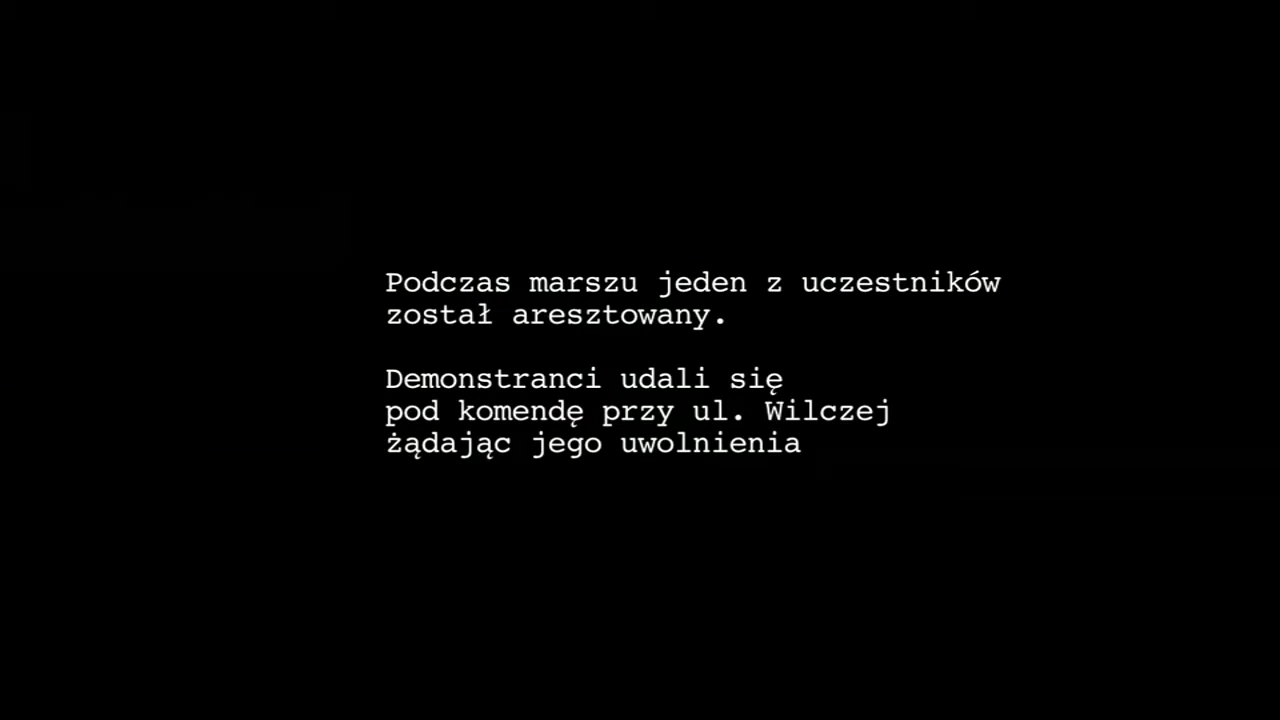 Podczas marszu jeden z uczestników
został aresztowany.
Demonstranci udali się
pod komendę przy ul. Wilczej
żądając jego uwolnienia